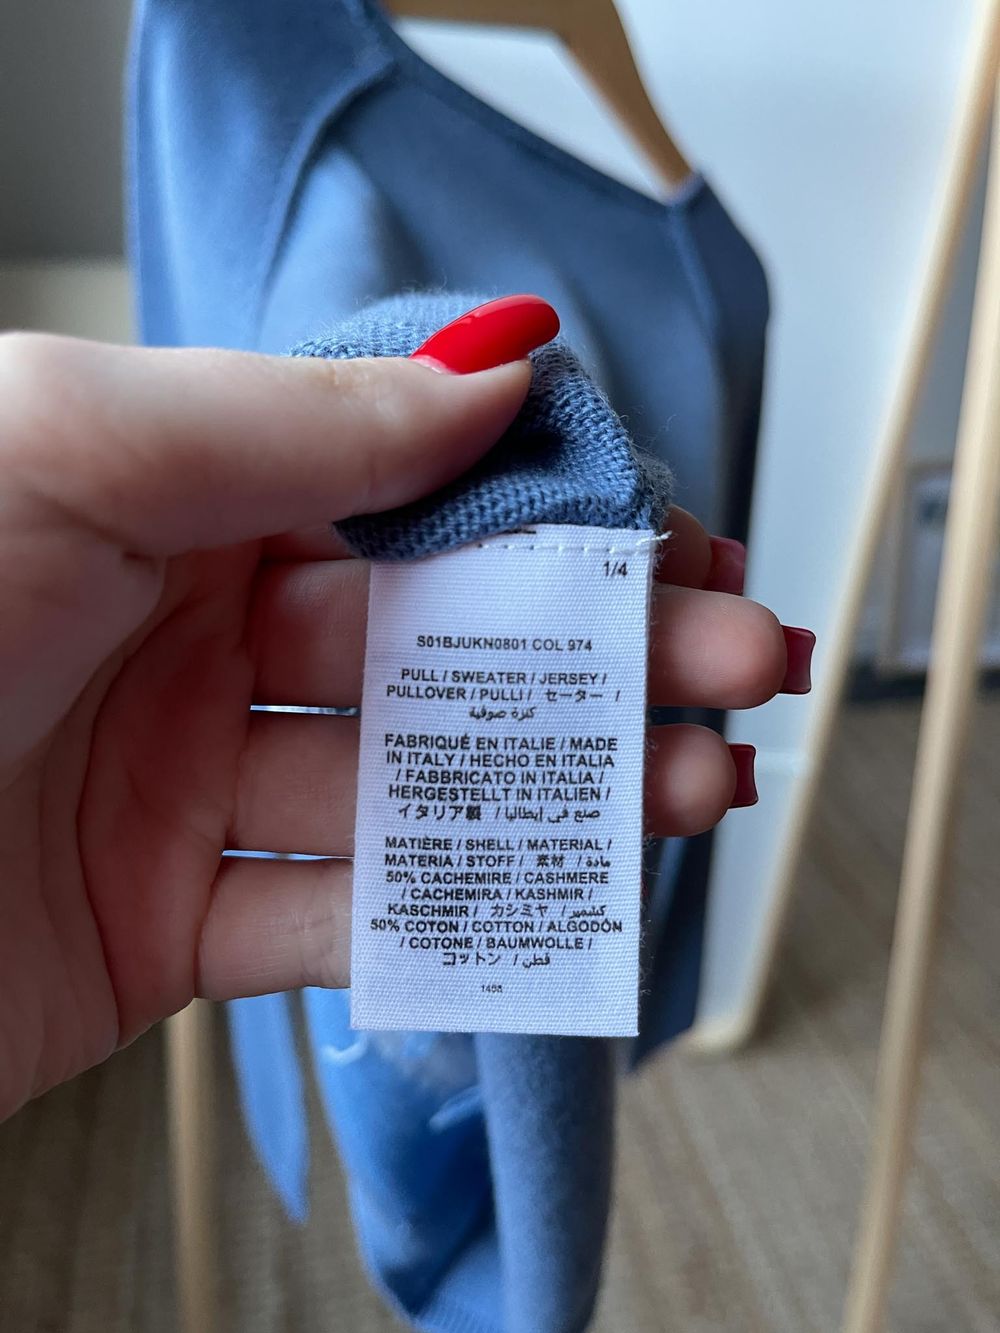 1/4
S01BJUKN0801 COL 974
PULL / SWEATER / JERSEY /
PULLOVER / PULLI / セーター /
كنزة صوفية
FABRIQUÉ EN ITALIE / MADE
IN ITALY / HECHO EN ITALIA
/ FABBRICATO IN ITALIA /
HERGESTELLT IN ITALIEN /
イタリア製 / صنع في إيطاليا
MATIÈRE / SHELL / MATERIAL /
MATERIA / STOFF / 素材 / مادة
50% CACHEMIRE / CASHMERE
/ CACHEMIRA / KASHMIR /
KASCHMIR / カシミヤ / كشمير
50% COTON / COTTON / ALGODÓN
/ COTONE / BAUMWOLLE /
コットン / قطن